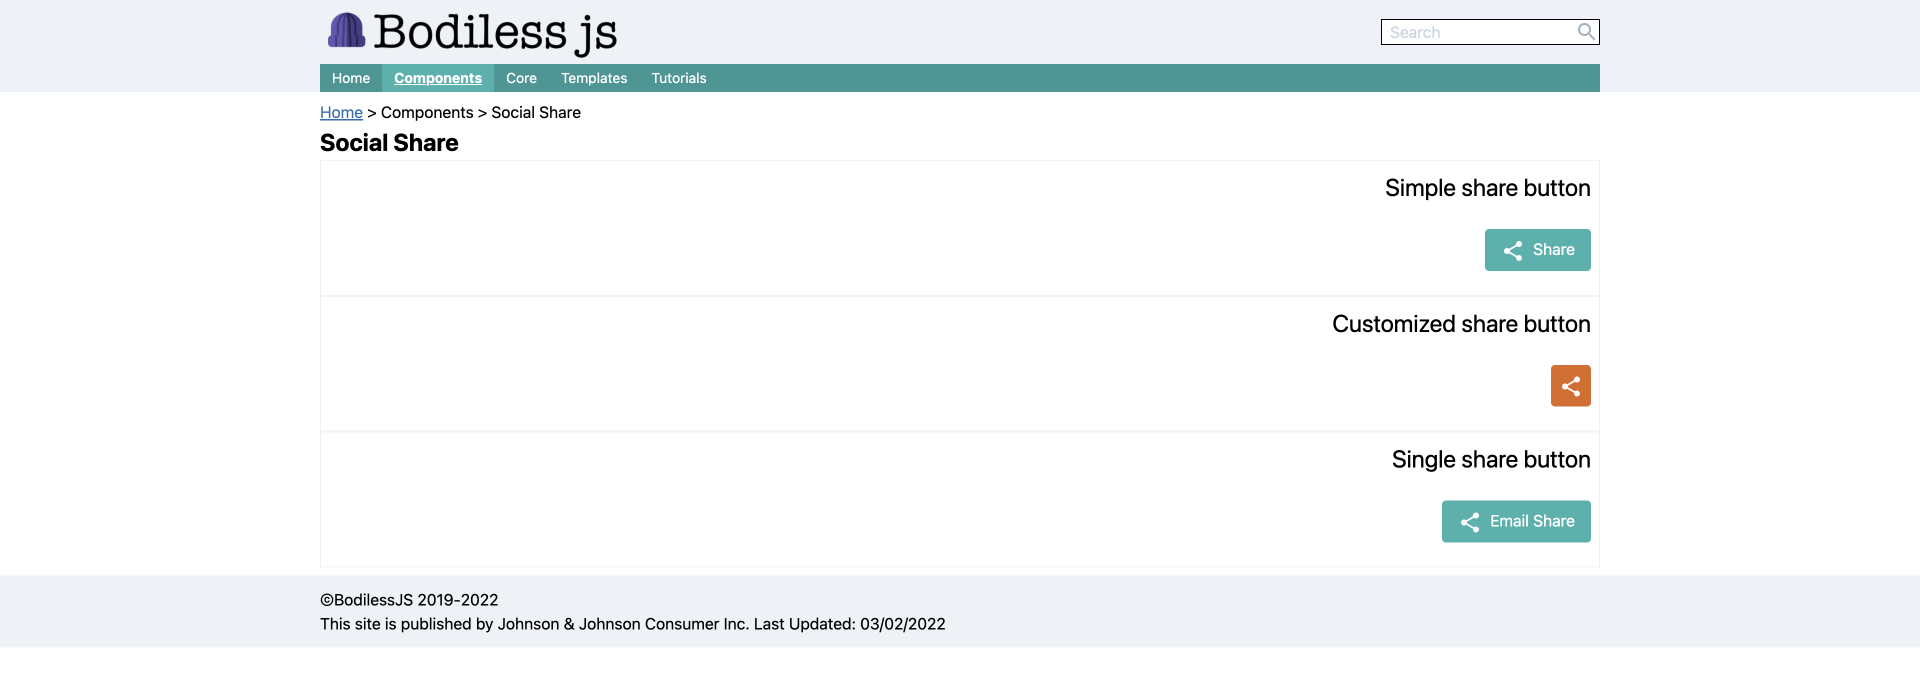 Bodiless js
Search
Home Components Core Templates Tutorials
Home > Components > Social Share
Social Share
Simple share button
Share
Customized share button
Single share button
Email Share
©BodilessJS 2019-2022
This site is published by Johnson & Johnson Consumer Inc. Last Updated: 03/02/2022